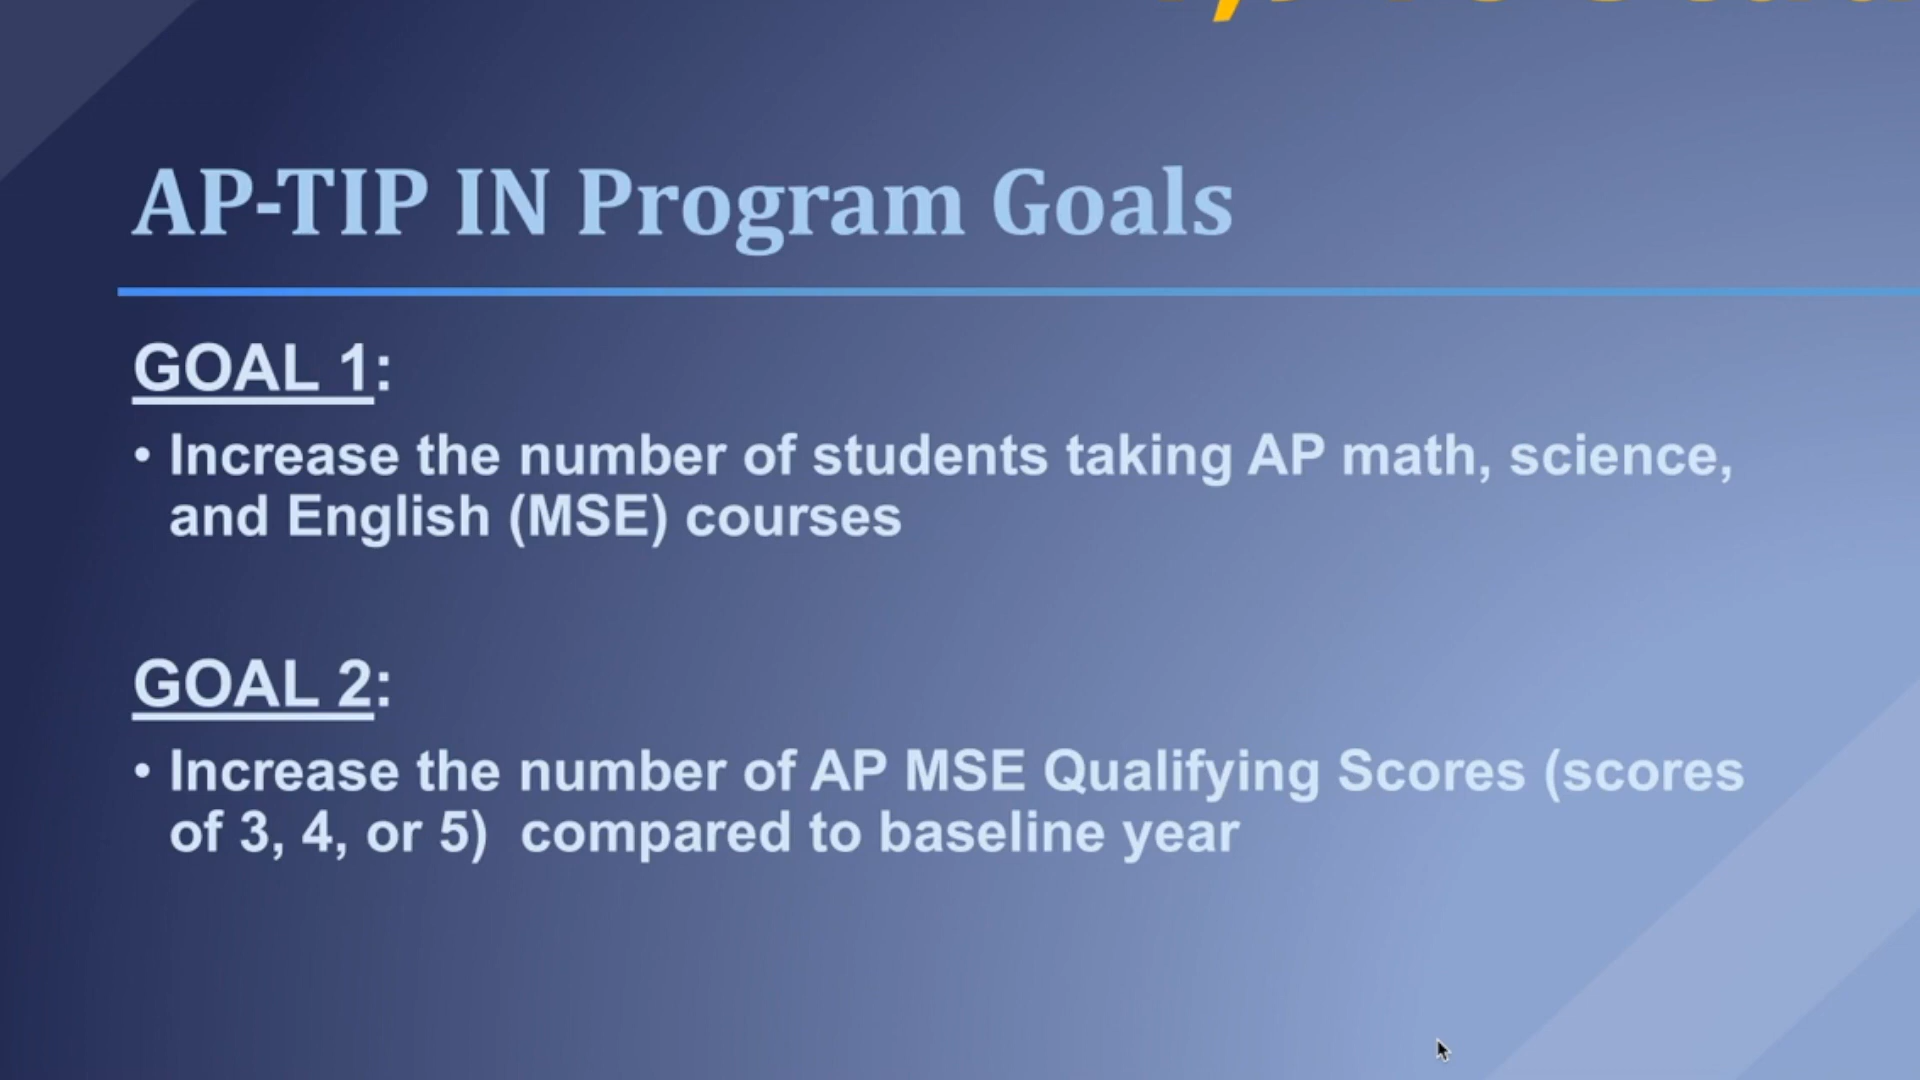 AP-TIP IN Program Goals
GOAL 1:
• Increase the number of students taking AP math, science,
and English (MSE) courses
GOAL 2:
• Increase the number of AP MSE Qualifying Scores (scores
of 3, 4, or 5)  compared to baseline year